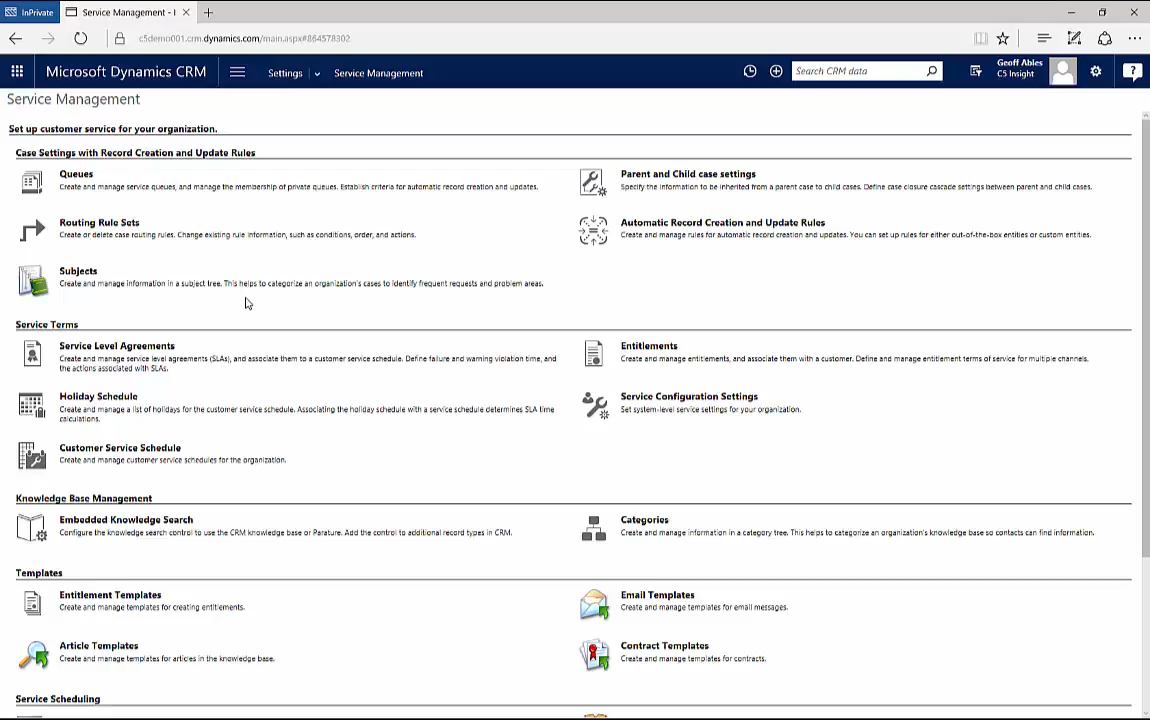 InPrivate
Service Management - I
c5demo001.crm.dynamics.com/main.aspx#864578302
Microsoft Dynamics CRM
Settings
Service Management
Search CRM data
Geoff Ables
C5 Insight
?
Service Management
Set up customer service for your organization.
Case Settings with Record Creation and Update Rules
Queues
Create and manage service queues, and manage the membership of private queues. Establish criteria for automatic record creation and updates.
Parent and Child case settings
Specify the information to be inherited from a parent case to child cases. Define case closure cascade settings between parent and child cases.
Routing Rule Sets
Create or delete case routing rules. Change existing rule information, such as conditions, order, and actions.
Automatic Record Creation and Update Rules
Create and manage rules for automatic record creation and updates. You can set up rules for either out-of-the-box entities or custom entities.
Subjects
Create and manage information in a subject tree. This helps to categorize an organization's cases to identify frequent requests and problem areas.
Service Terms
Service Level Agreements
Create and manage service level agreements (SLAs), and associate them to a customer service schedule. Define failure and warning violation time, and
the actions associated with SLAs.
Entitlements
Create and manage entitlements, and associate them with a customer. Define and manage entitlement terms of service for multiple channels.
Holiday Schedule
Create and manage a list of holidays for the customer service schedule. Associating the holiday schedule with a service schedule determines SLA time
calculations.
Service Configuration Settings
Set system-level service settings for your organization.
Customer Service Schedule
Create and manage customer service schedules for the organization.
Knowledge Base Management
Embedded Knowledge Search
Configure the knowledge search control to use the CRM knowledge base or Parature. Add the control to additional record types in CRM.
Categories
Create and manage information in a category tree. This helps to categorize an organization's knowledge base so contacts can find information.
Templates
Entitlement Templates
Create and manage templates for creating entitlements.
Email Templates
Create and manage templates for email messages.
Article Templates
Create and manage templates for articles in the knowledge base.
Contract Templates
Create and manage templates for contracts.
Service Scheduling